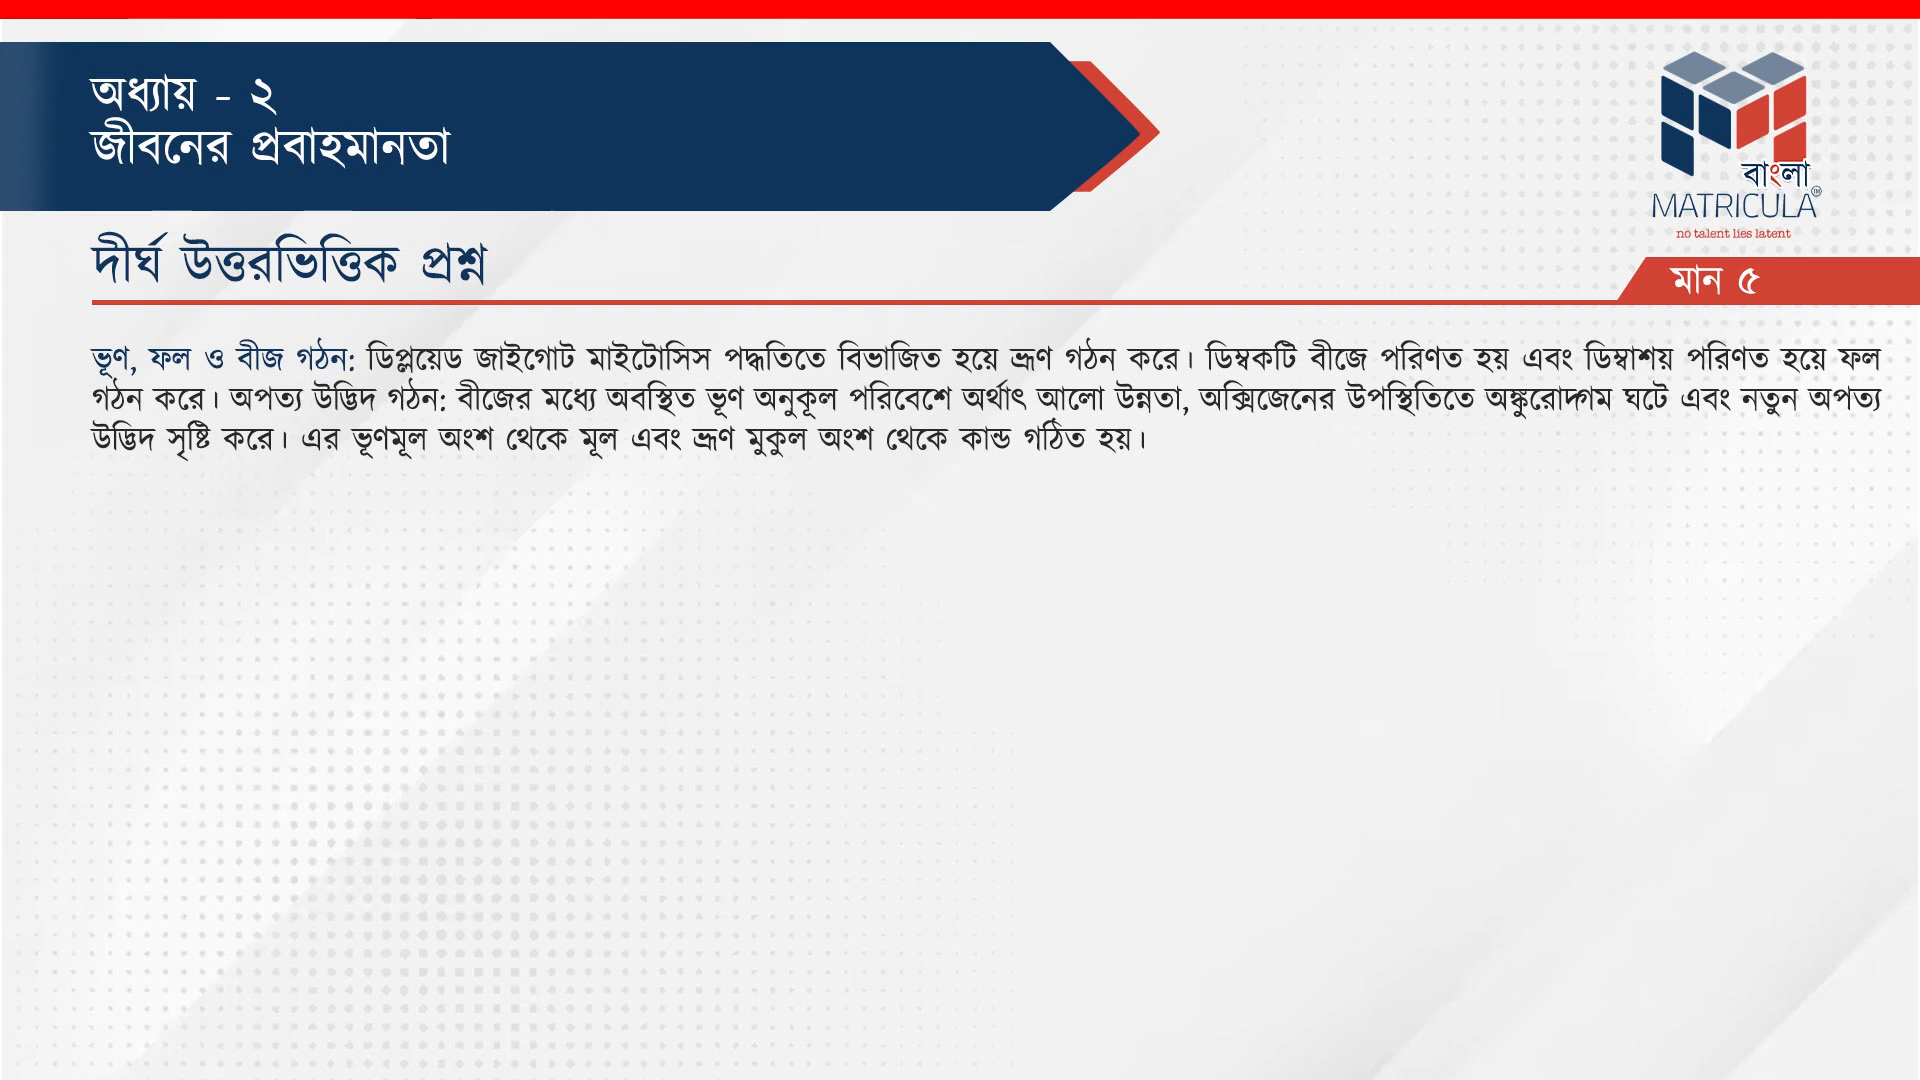 অধ্যায় - ২
জীবনের প্রবাহমানতা
বাংলা
MATRICULA
TM
no talent lies latent
দীর্ঘ উত্তরভিত্তিক প্রশ্ন
মান ৫
ভূণ, ফল ও বীজ গঠন: ডিপ্লয়েড জাইগোট মাইটোসিস পদ্ধতিতে বিভাজিত হয়ে ভ্রূণ গঠন করে। ডিম্বকটি বীজে পরিণত হয় এবং ডিম্বাশয় পরিণত হয়ে ফল
গঠন করে। অপত্য উদ্ভিদ গঠন: বীজের মধ্যে অবস্থিত ভূণ অনুকূল পরিবেশে অর্থাৎ আলো উন্নতা, অক্সিজেনের উপস্থিতিতে অঙ্কুরোদ্গম ঘটে এবং নতুন অপত্য
উদ্ভিদ সৃষ্টি করে। এর ভূণমূল অংশ থেকে মূল এবং ভ্রূণ মুকুল অংশ থেকে কান্ড গঠিত হয়।